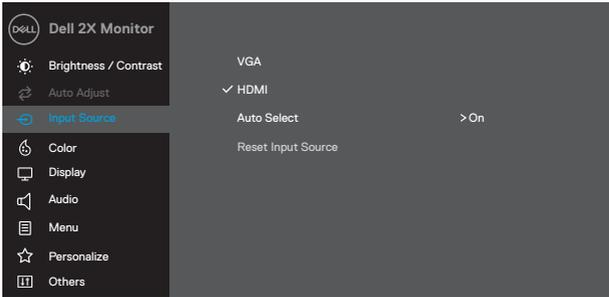 DELL
Dell 2X Monitor
Brightness / Contrast
Auto Adjust
Input Source
Color
Display
Audio
Menu
Personalize
Others
VGA
HDMI
Auto Select > On
Reset Input Source